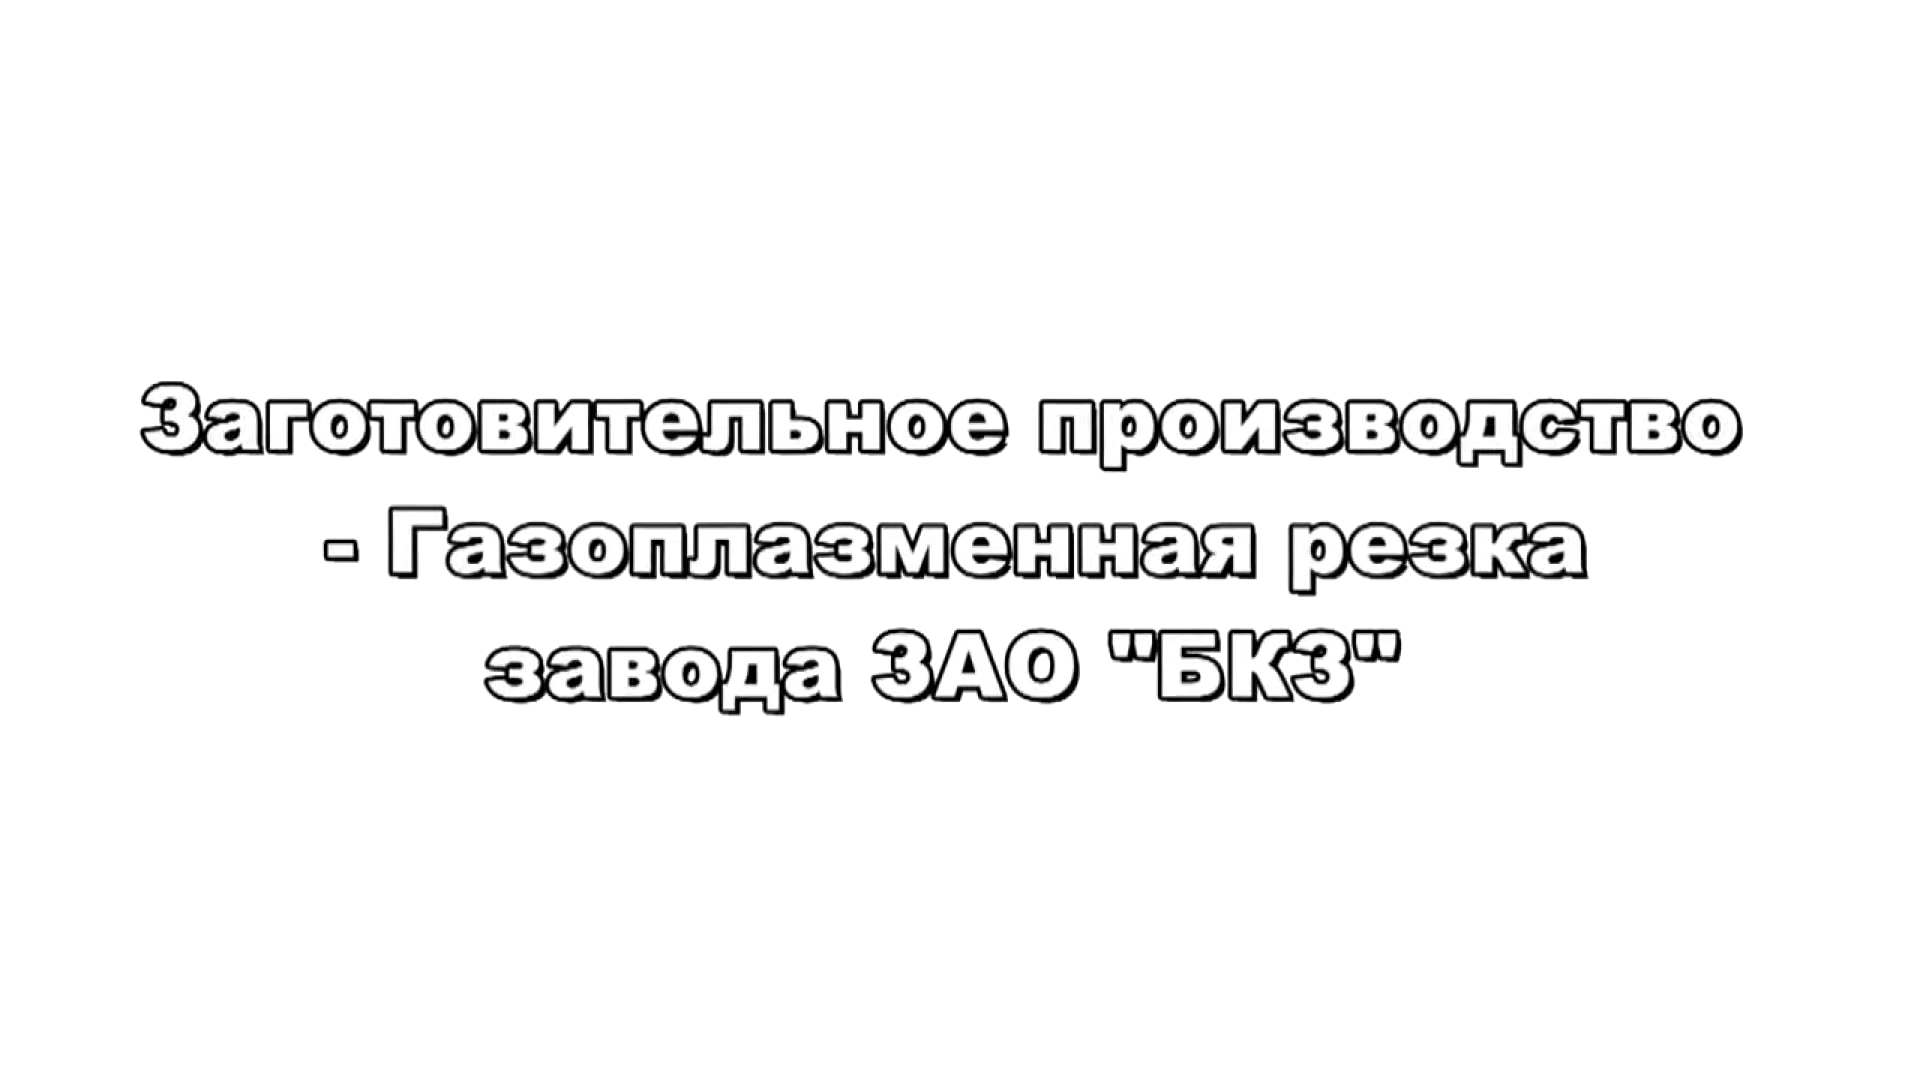 Заготовительное производство
- Газоплазменная резка
завода ЗАО "БКЗ"